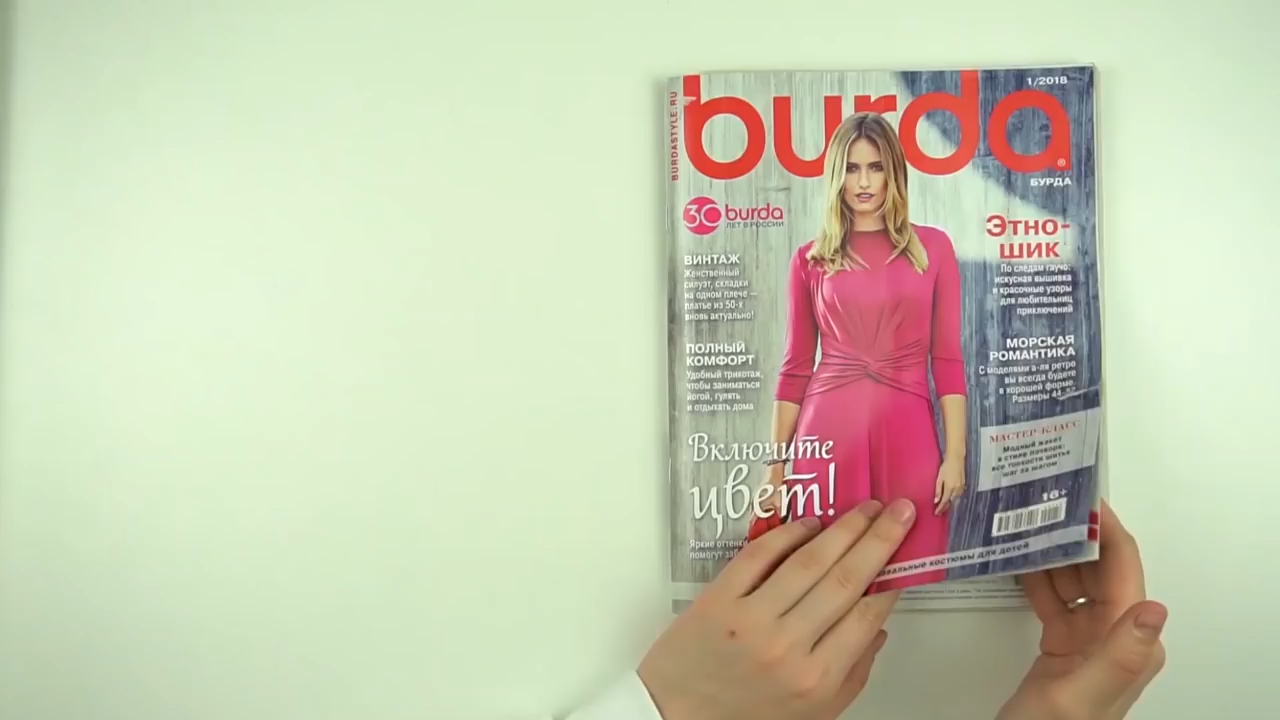 BURDASTYLE.RU
1/2018
burda
®
БУРДА
30 burda
ЛЕТ В РОССИИ
ВИНТАЖ
Женственный
силуэт, складки
на одном плече —
платье из 50-х
вновь актуально!
ПОЛНЫЙ
КОМФОРТ
Удобный трикотаж,
чтобы заниматься
йогой, гулять
и отдыхать дома
Включите
цвет!
Яркие оттенки
помогут
Этно-
шик
По следам гаучо:
искусная вышивка
и красочные узоры
для любительниц
приключений
МОРСКАЯ
РОМАНТИКА
С моделями а-ля ретро
вы всегда будете
в хорошей форме.
Размеры 44
МАСТЕР-КЛАСС
Модный жакет
в стиле пэчворк:
все тонкости шитья
шаг за шагом
16+
костюмы для детей